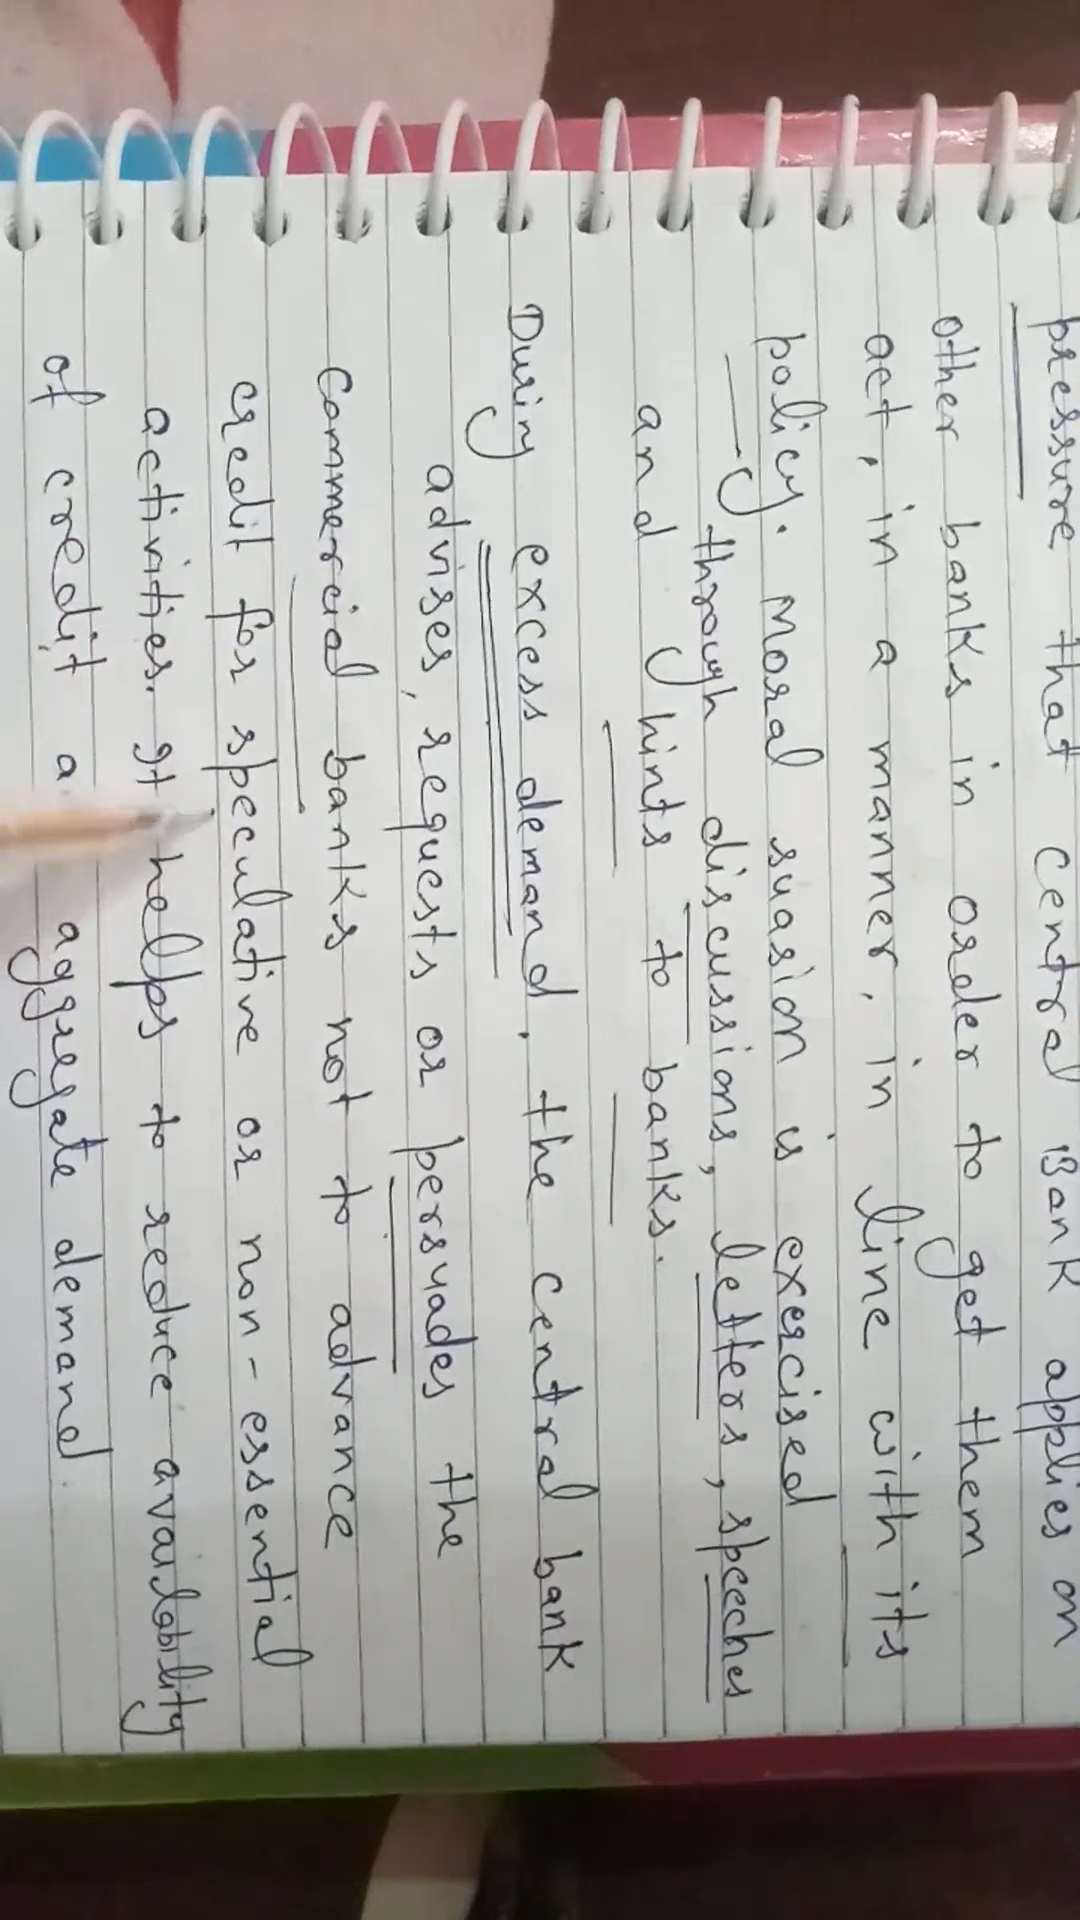 pressure that Central Bank applies on
other banks in order to get them
act, in a manner, in line with its
policy. Moral suasion is exercised
through discussions, letters, speeches
and hints to banks.
During excess demand, the central bank
advises, requests or persuades the
Commercial banks not to advance
credit for speculative or non-essential
activities. It helps to reduce availability
of credit aggregate demand.